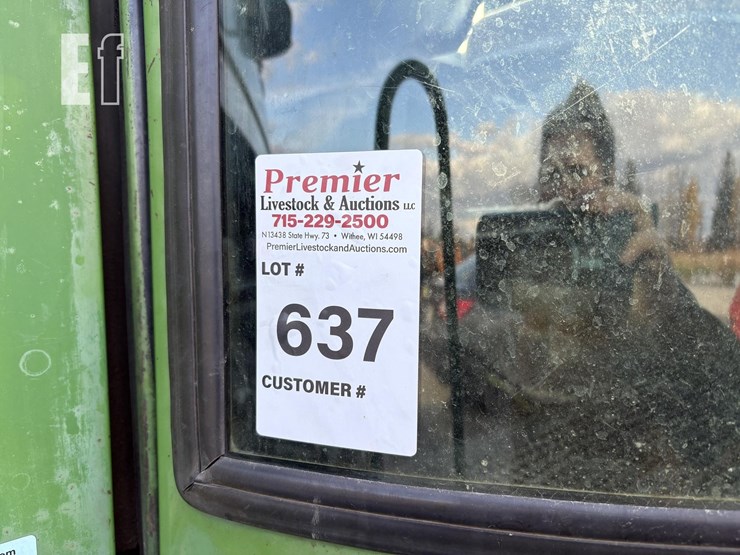 Ef
Premier
Livestock & Auctions LLC
715-229-2500
N13438 State Hwy. 73 • Withee, WI 54498
PremierLivestockandAuctions.com
LOT #
637
CUSTOMER #
om